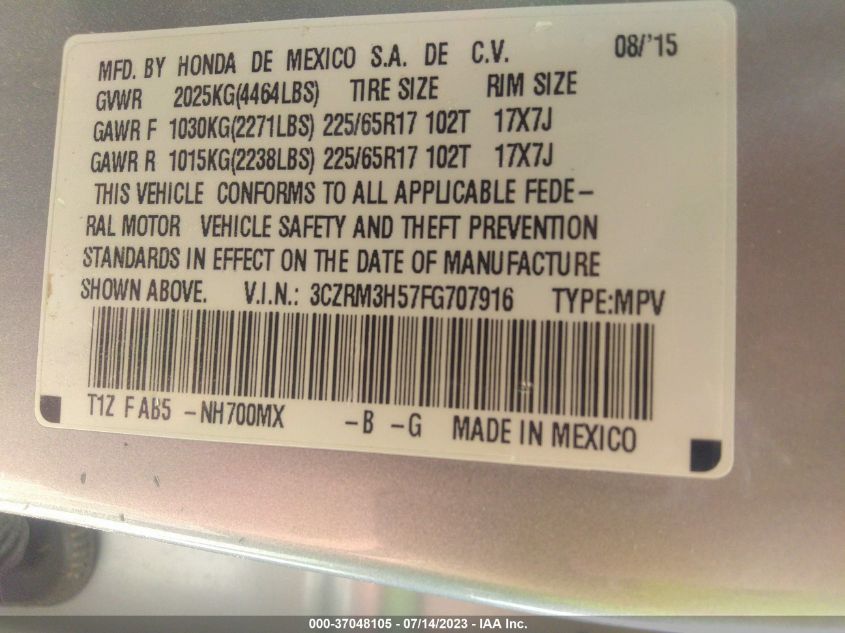 MFD. BY HONDA DE MEXICO S.A. DE C.V. 08/'15
GVWR 2025KG(4464LBS) TIRE SIZE RIM SIZE
GAWR F 1030KG(2271LBS) 225/65R17 102T 17X7J
GAWR R 1015KG(2238LBS) 225/65R17 102T 17X7J
THIS VEHICLE CONFORMS TO ALL APPLICABLE FEDE-
RAL MOTOR VEHICLE SAFETY AND THEFT PREVENTION
STANDARDS IN EFFECT ON THE DATE OF MANUFACTURE
SHOWN ABOVE. V.I.N.: 3CZRM3H57FG707916 TYPE:MPV
T1Z F AB5 -NH700MX -B -G MADE IN MEXICO
000-37048105 - 07/14/2023 - IAA Inc.